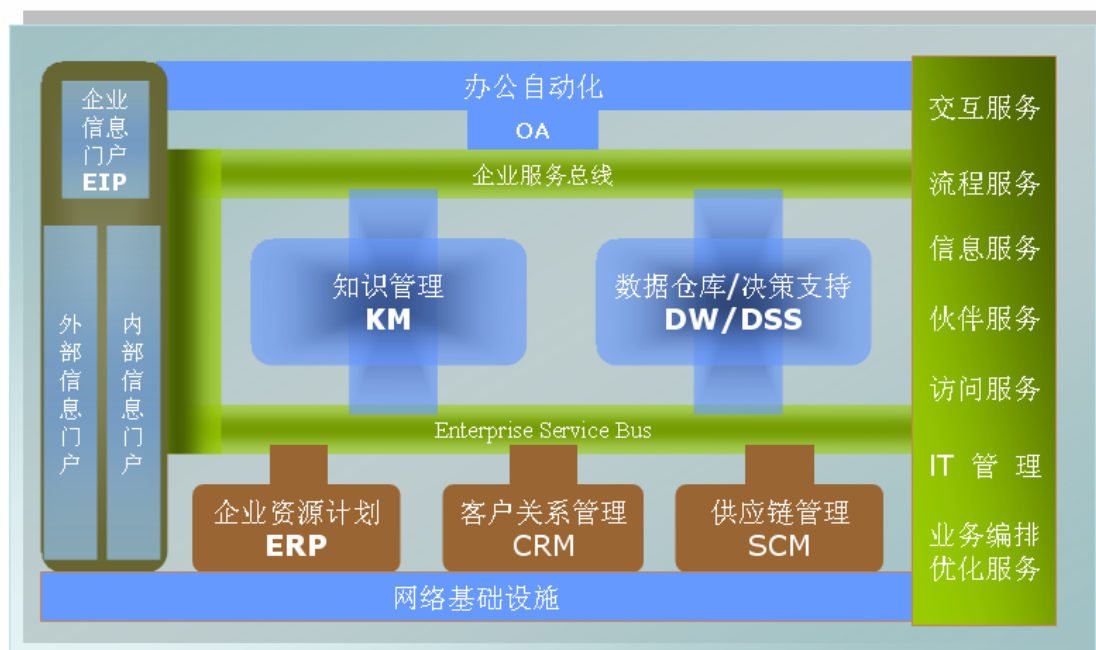 办公自动化
OA
企业
信息
门户
EIP
外部信息门户
内部信息门户
企业服务总线
知识管理
KM
数据仓库/决策支持
DW/DSS
Enterprise Service Bus
企业资源计划
ERP
客户关系管理
CRM
供应链管理
SCM
网络基础设施
交互服务
流程服务
信息服务
伙伴服务
访问服务
IT 管 理
业务编排
优化服务